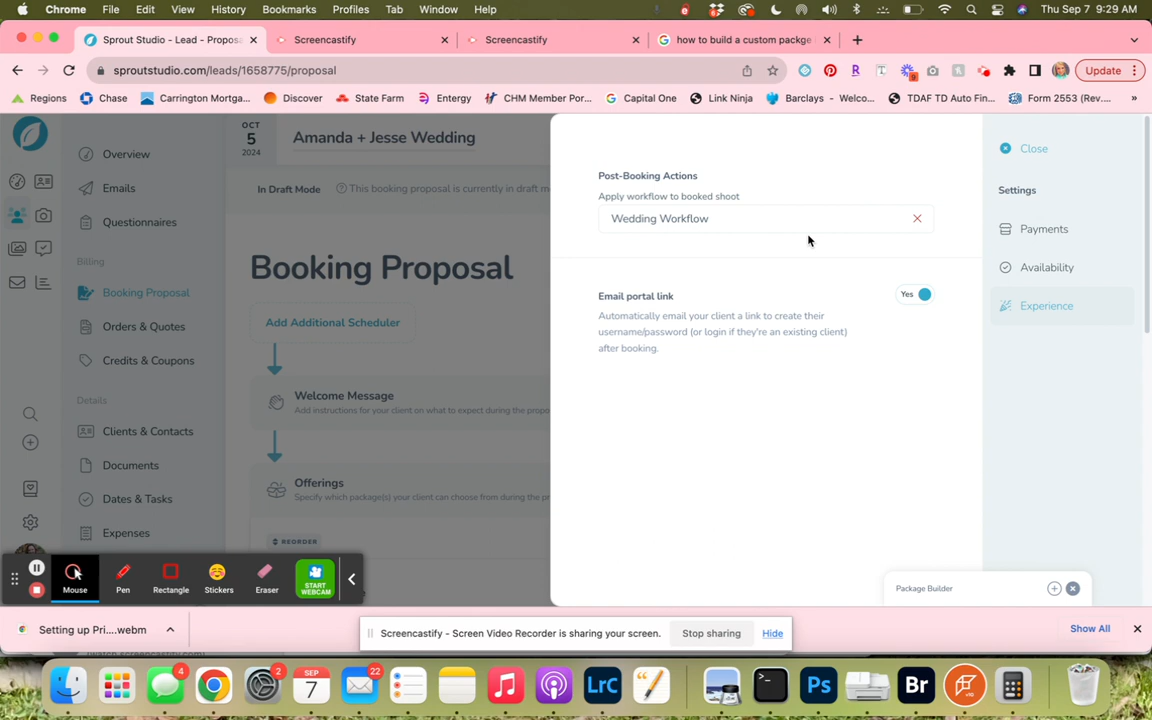 Chrome File Edit View History Bookmarks Profiles Tab Window Help Thu Sep 7 9:29 AM
Sprout Studio - Lead - Proposa Screencastify Screencastify how to build a custom packge
sproutstudio.com/leads/1658775/proposal Update
Regions Chase Carrington Mortga... Discover State Farm Entergy CHM Member Por... Capital One Link Ninja Barclays - Welco... TDAF TD Auto Fin... Form 2553 (Rev.... »
OCT
5
2024
Amanda + Jesse Wedding
In Draft Mode This booking proposal is currently in draft m
Overview
Emails
Questionnaires
Billing
Booking Proposal
Orders & Quotes
Credits & Coupons
Details
Clients & Contacts
Documents
Dates & Tasks
Expenses
Booking Proposal
Add Additional Scheduler
Welcome Message
Add instructions for your client on what to expect during the propo
Offerings
Specify which package(s) your client can choose from during the pr
REORDER
Post-Booking Actions
Apply workflow to booked shoot
Wedding Workflow
Email portal link
Yes
Automatically email your client a link to create their
username/password (or login if they're an existing client)
after booking.
Close
Settings
Payments
Availability
Experience
Package Builder
Mouse Pen Rectangle Stickers Eraser START
WEBCAM
Setting up Pri....webm
Screencastify - Screen Video Recorder is sharing your screen. Stop sharing Hide
Show All
4 2 SEP 7 22 LrC Ps Br